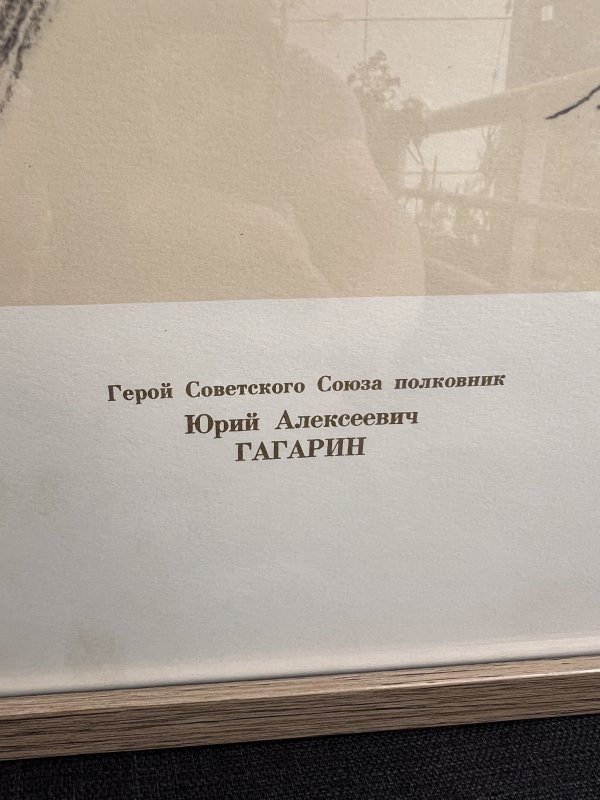 Герой Советского Союза полковник
Юрий Алексеевич
ГАГАРИН